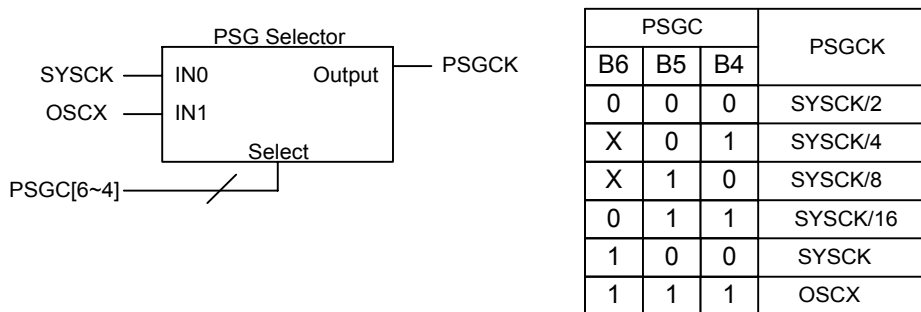 PSG Selector
SYSCK IN0 Output PSGCK
OSCX IN1
Select
PSGC[6~4]
PSGC PSGCK
B6 B5 B4
0 0 0 SYSCK/2
X 0 1 SYSCK/4
X 1 0 SYSCK/8
0 1 1 SYSCK/16
1 0 0 SYSCK
1 1 1 OSCX